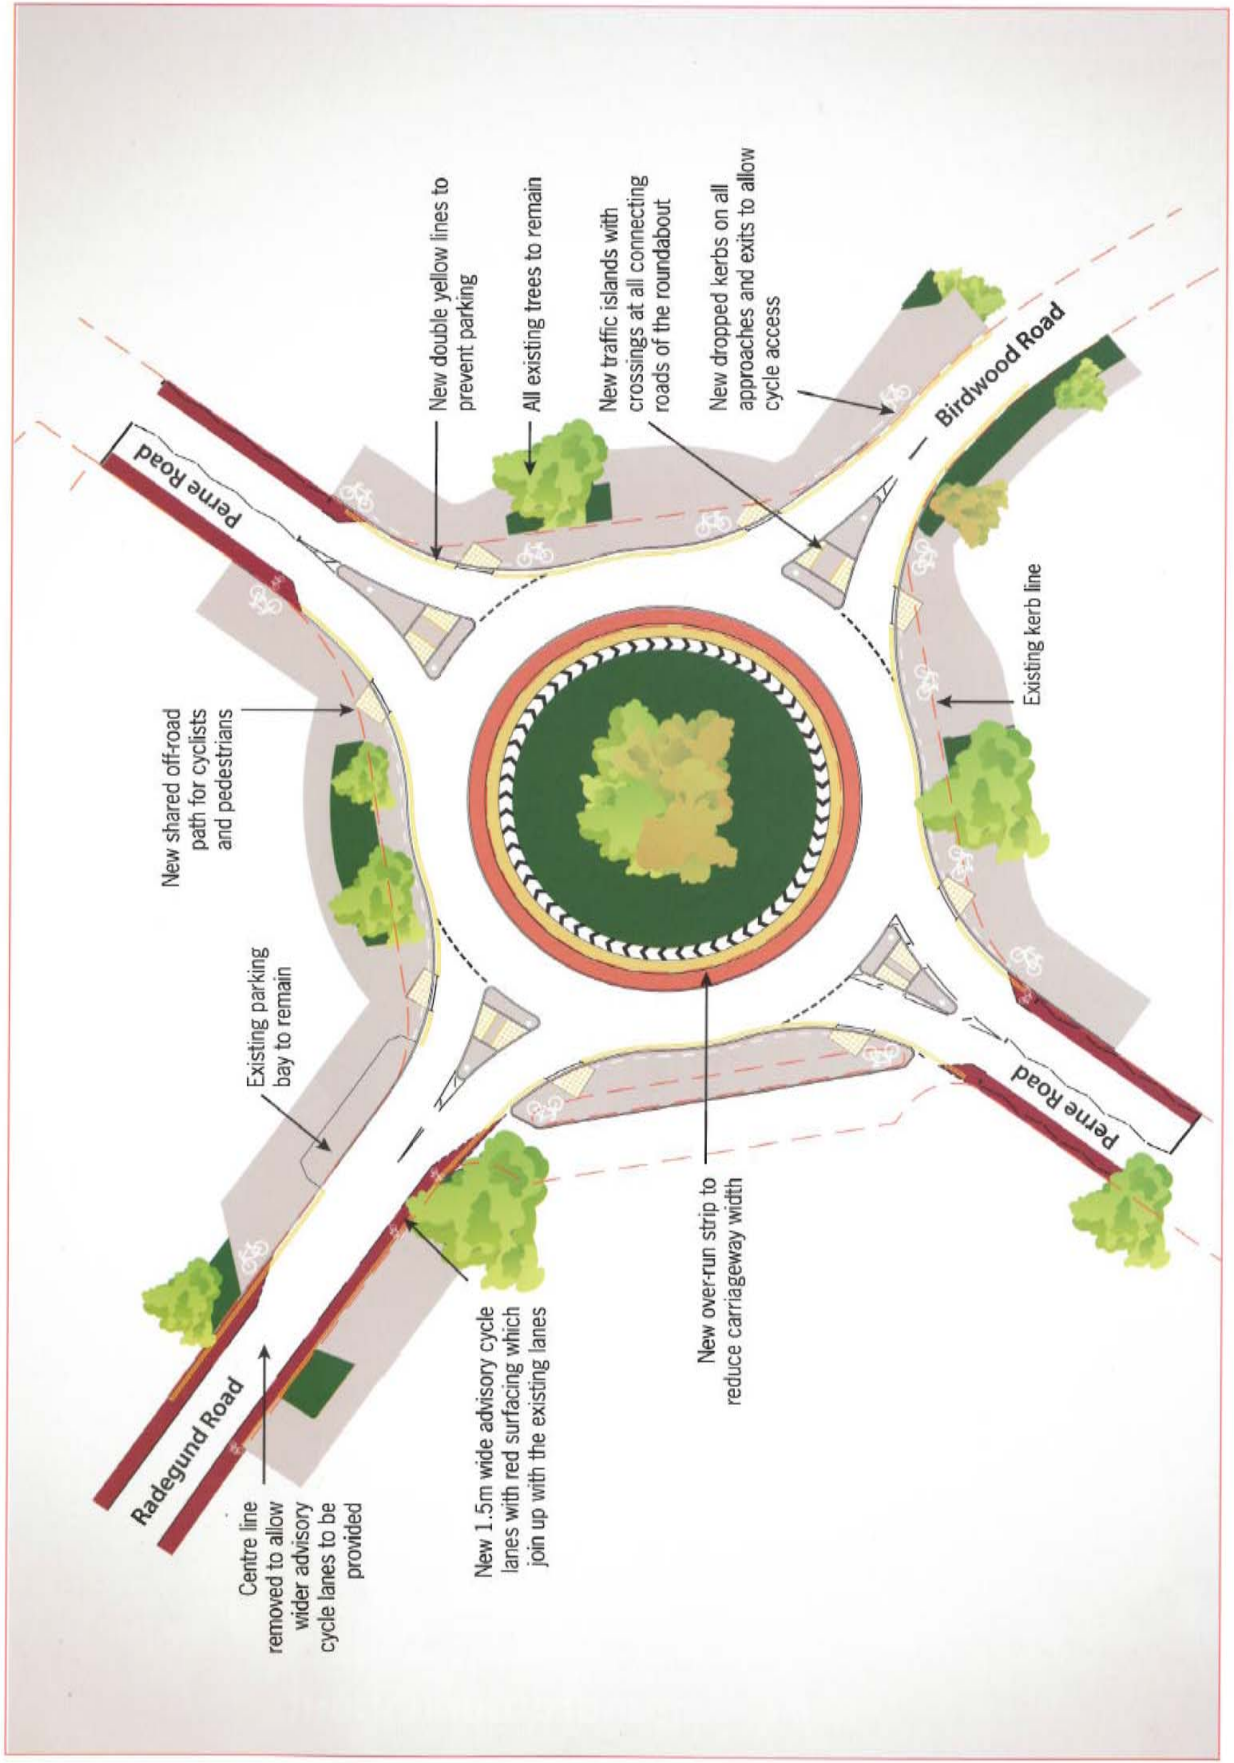 Radegund Road
Centre line
removed to allow
wider advisory
cycle lanes to be
provided
Existing parking
bay to remain
New shared off-road
path for cyclists
and pedestrians
Perne Road
New double yellow lines to
prevent parking
All existing trees to remain
New traffic islands with
crossings at all connecting
roads of the roundabout
New dropped kerbs on all
approaches and exits to allow
cycle access
Birdwood Road
Existing kerb line
Perne Road
New over-run strip to
reduce carriageway width
New 1.5m wide advisory cycle
lanes with red surfacing which
join up with the existing lanes